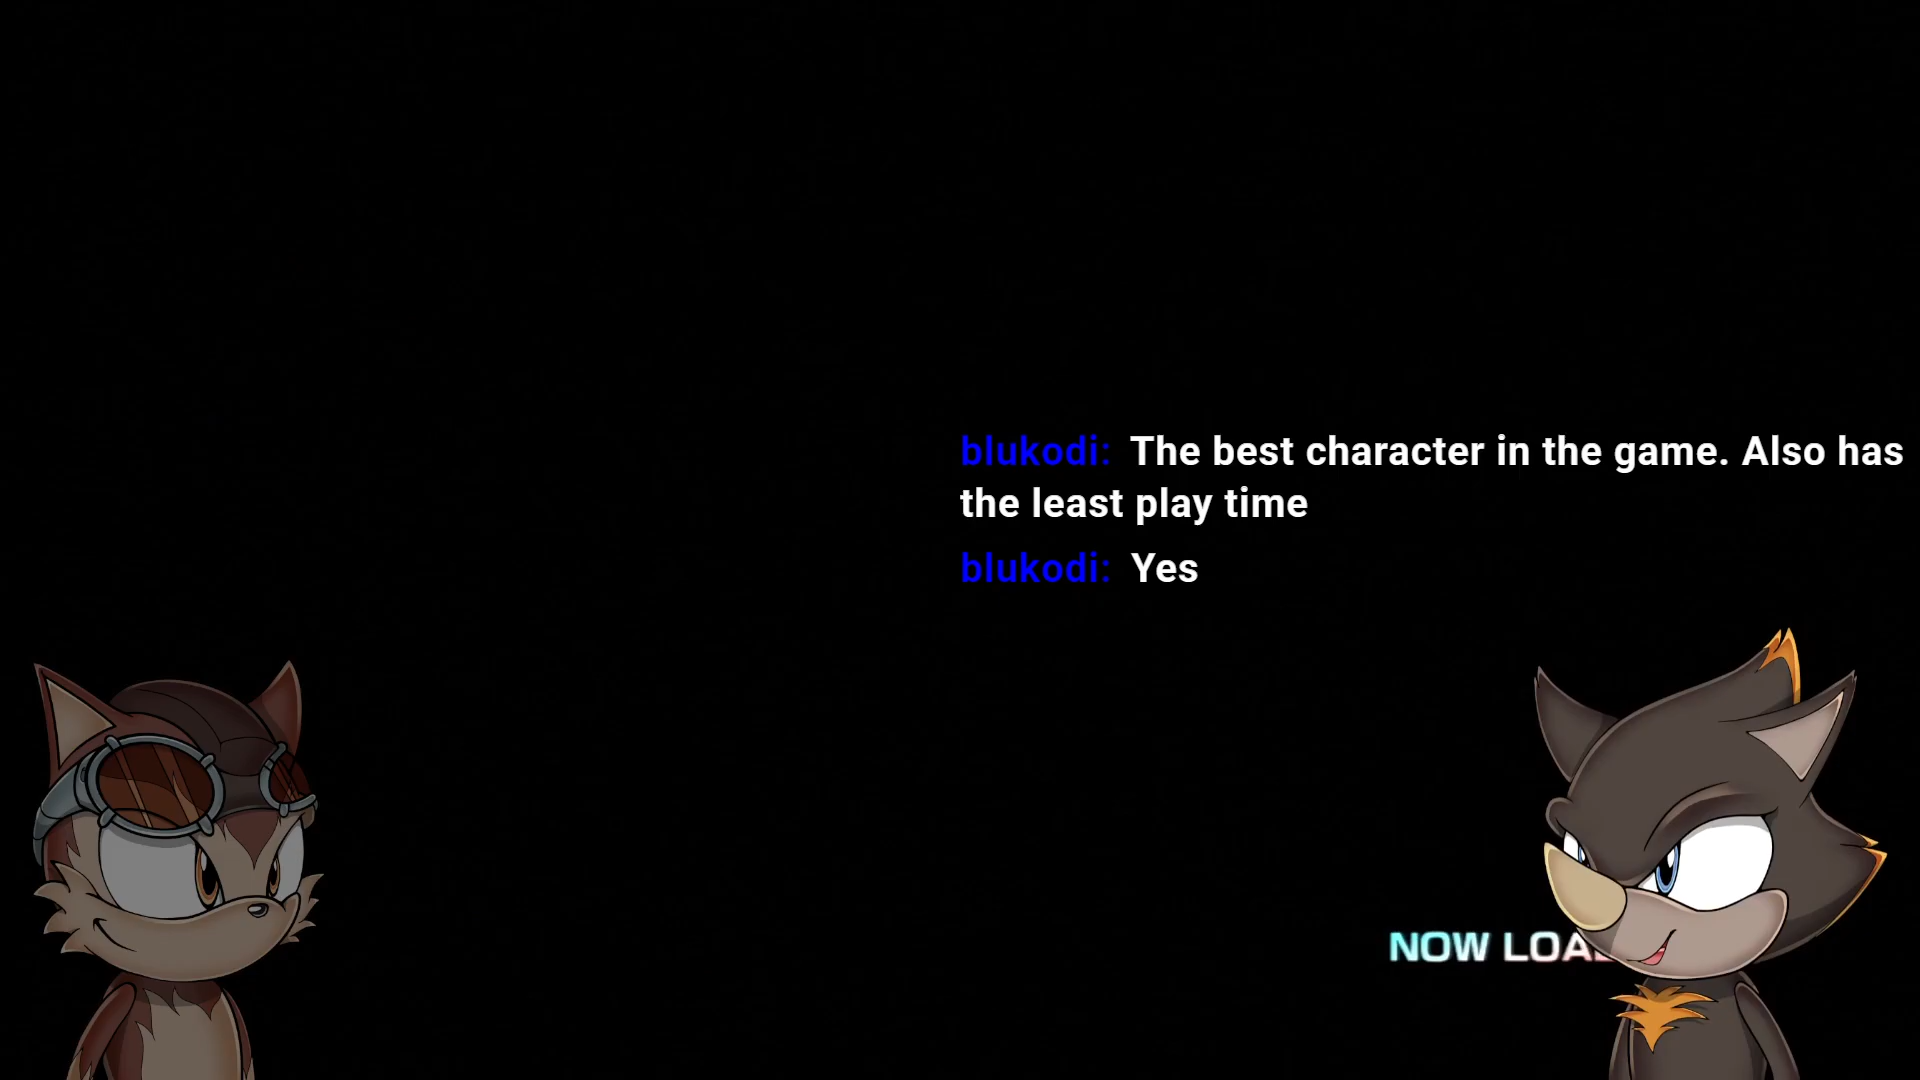 blukodi: The best character in the game. Also has
the least play time
blukodi: Yes
NOW LOA